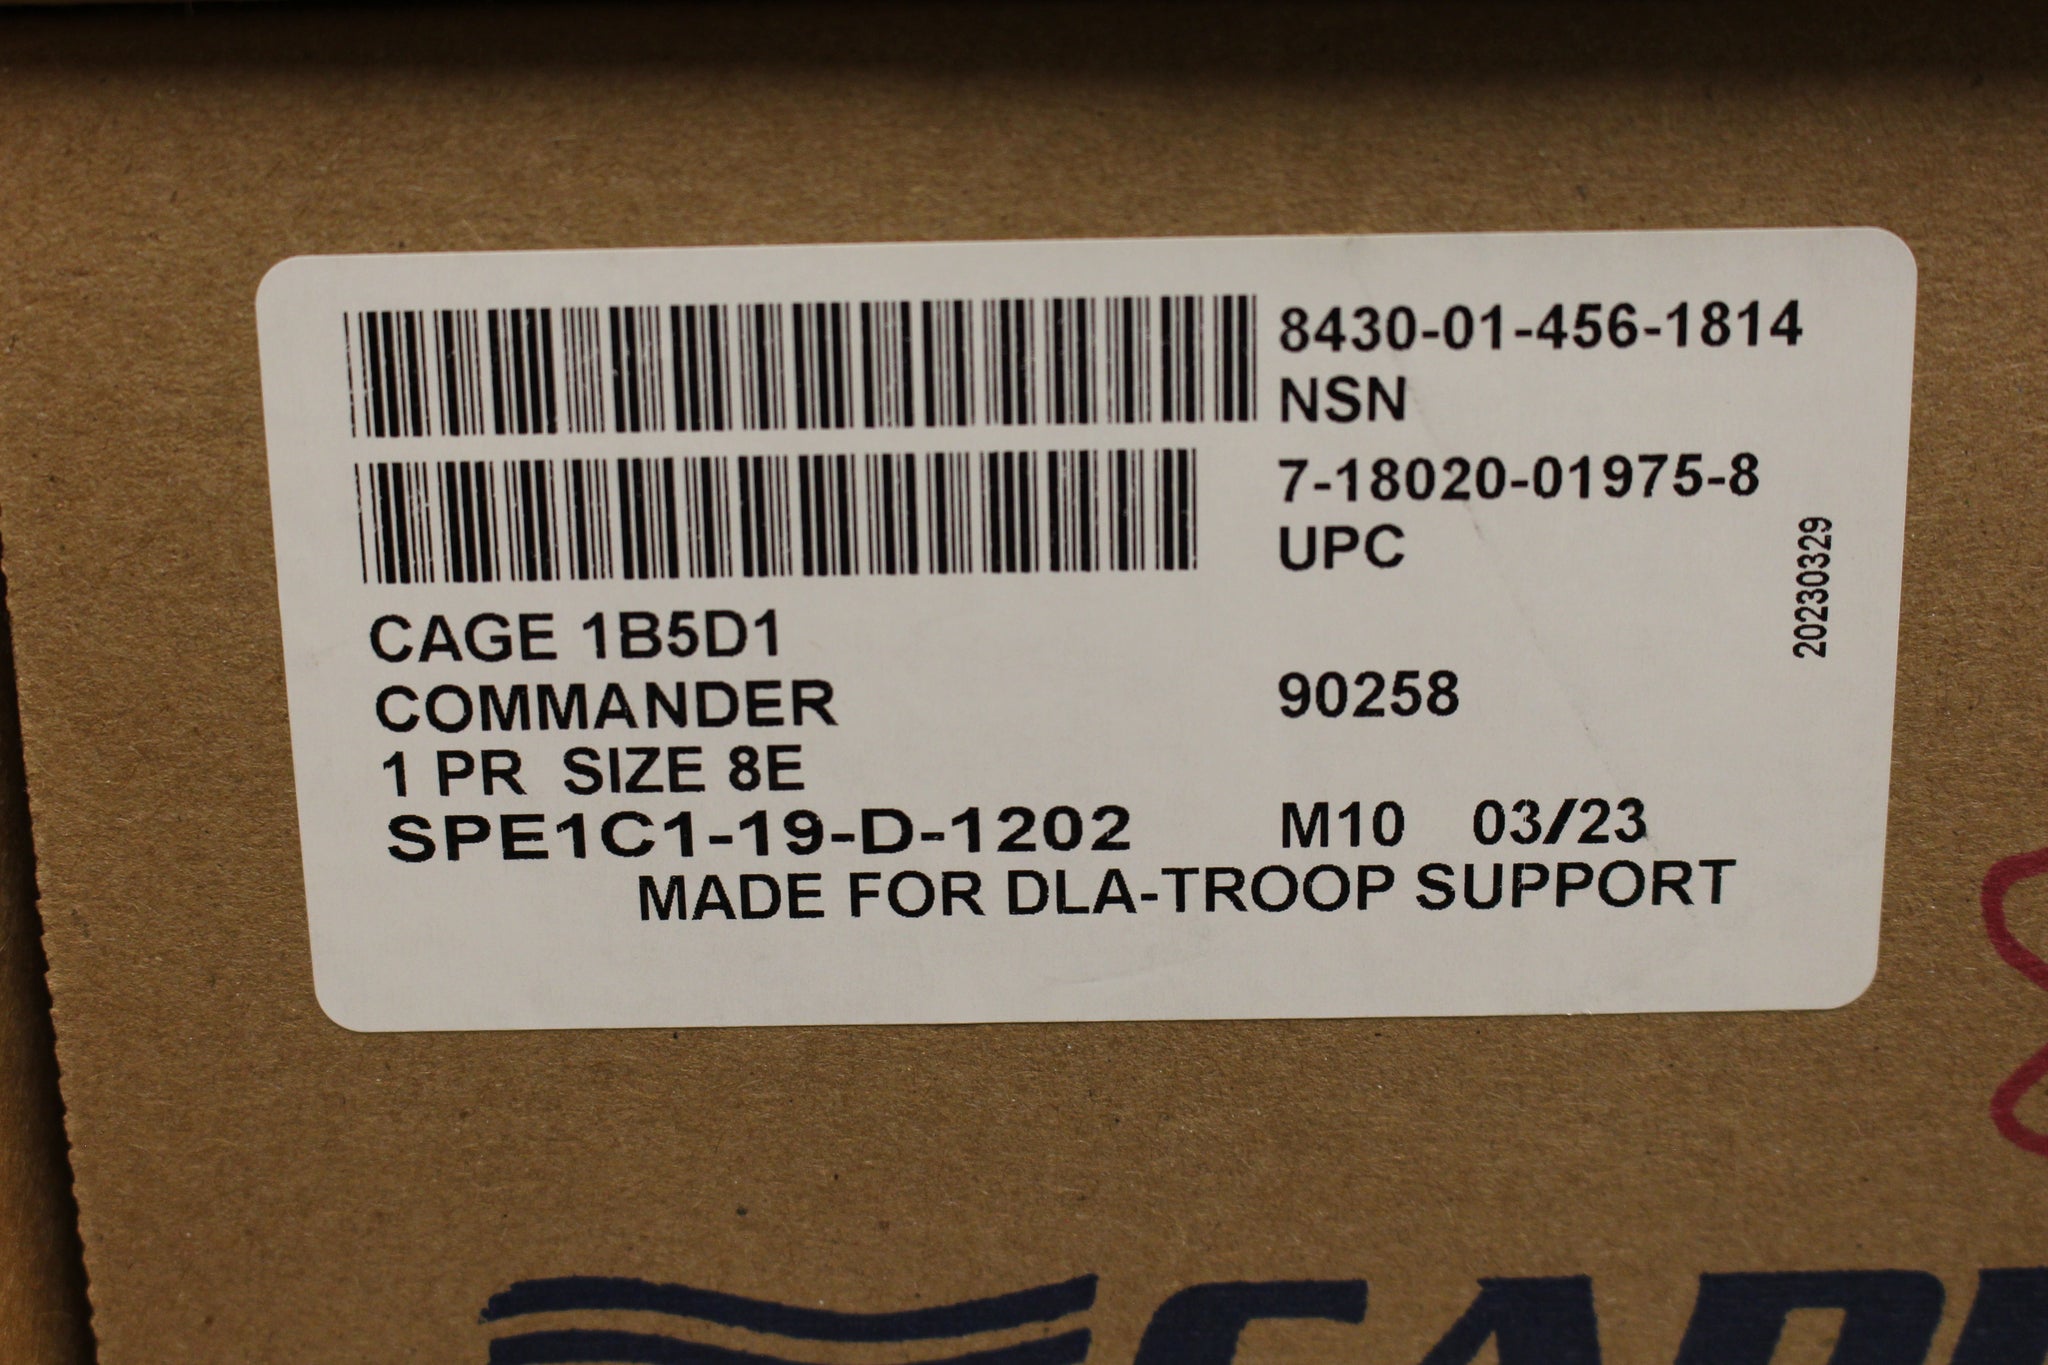 8430-01-456-1814
NSN
7-18020-01975-8
UPC
20230329
CAGE 1B5D1
COMMANDER 90258
1 PR SIZE 8E
SPE1C1-19-D-1202 M10 03/23
MADE FOR DLA-TROOP SUPPORT